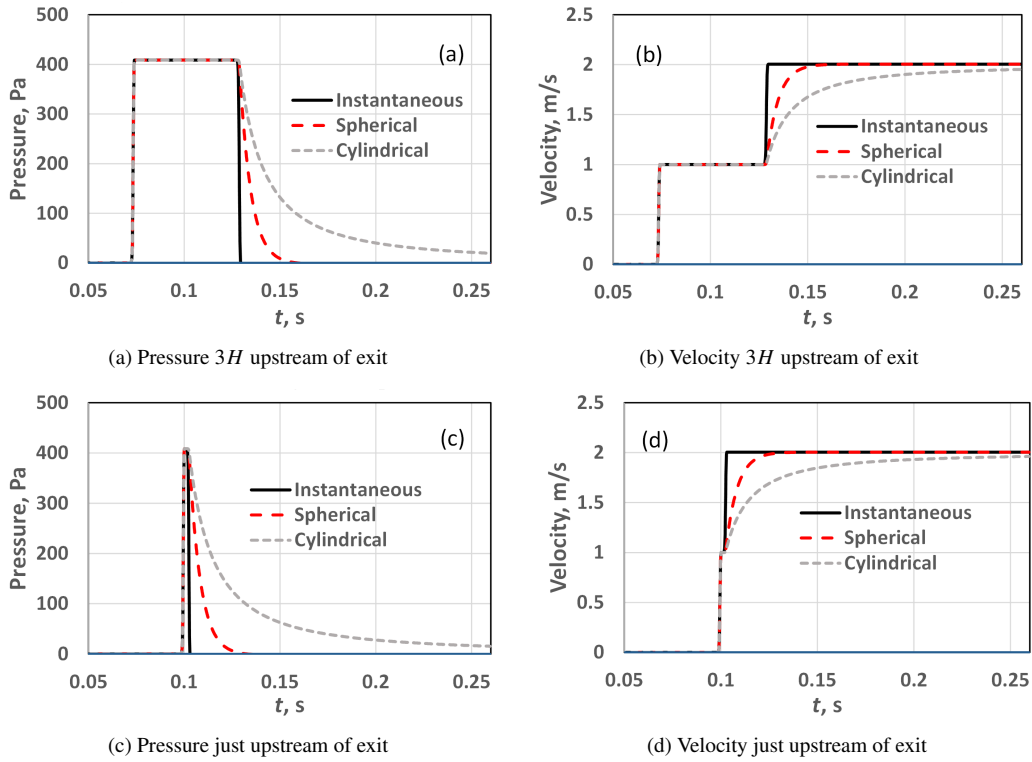 500
400
300
200
100
0
0.05
0.1
0.15
0.2
0.25
Pressure, Pa
t, s
(a)
Instantaneous
Spherical
Cylindrical
(a) Pressure 3H upstream of exit
2.5
2
1.5
1
0.5
0
0.05
0.1
0.15
0.2
0.25
Velocity, m/s
t, s
(b)
Instantaneous
Spherical
Cylindrical
(b) Velocity 3H upstream of exit
500
400
300
200
100
0
0.05
0.1
0.15
0.2
0.25
Pressure, Pa
t, s
(c)
Instantaneous
Spherical
Cylindrical
(c) Pressure just upstream of exit
2.5
2
1.5
1
0.5
0
0.05
0.1
0.15
0.2
0.25
Velocity, m/s
t, s
(d)
Instantaneous
Spherical
Cylindrical
(d) Velocity just upstream of exit